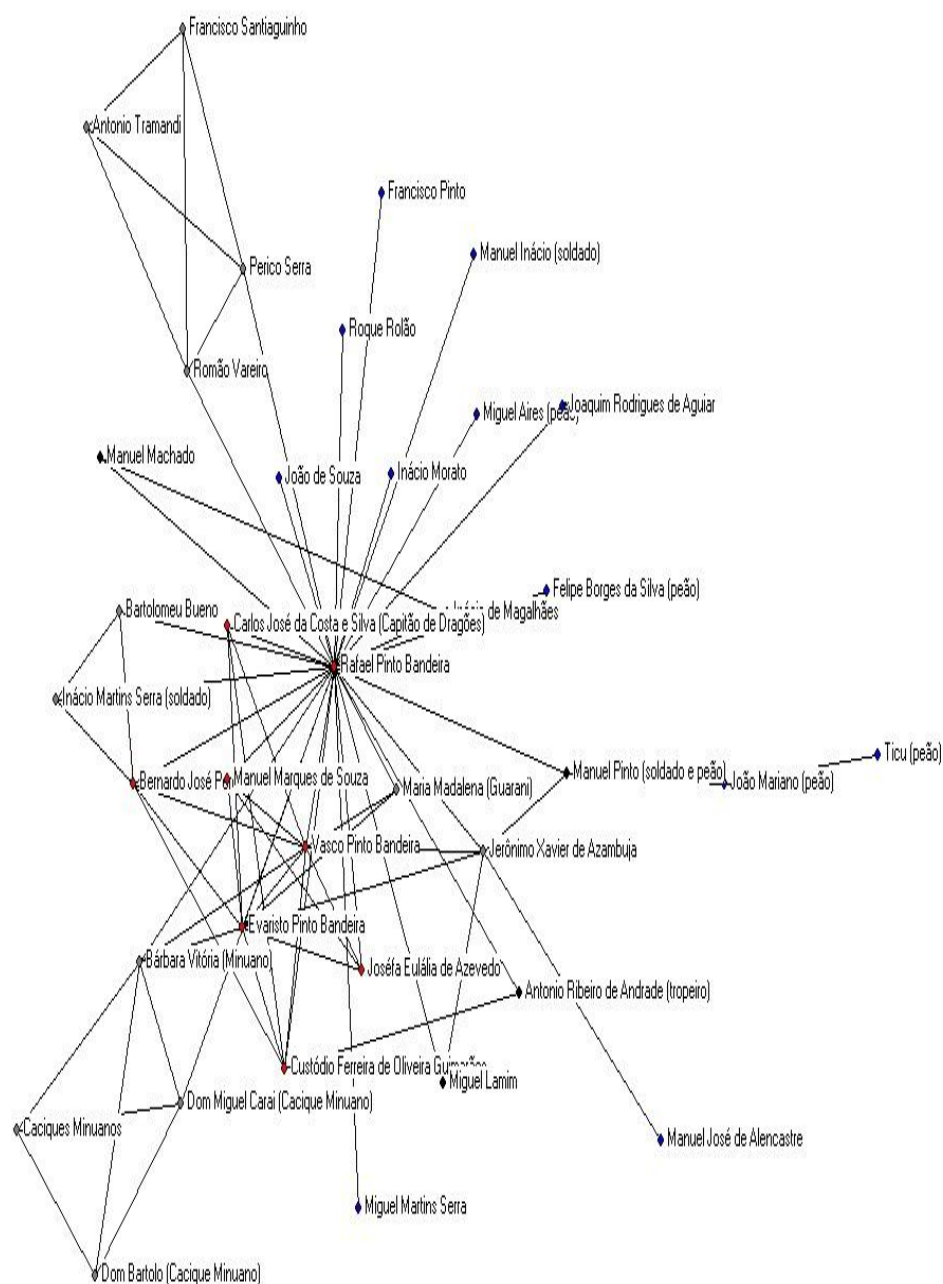 Francisco Santiaguinho
Antonio Tramandi
Francisco Pinto
Manuel Inácio (soldado)
Perico Serra
Roque Rolão
Romão Vareiro
Joaquim Rodrigues de Aguiar
Miguel Aires (peão)
Manuel Machado
João de Souza
Inácio Morato
Felipe Borges da Silva (peão)
de Magalhães
Bartolomeu Bueno
Carlos José da Costa e Silva (Capitão de Dragões)
Rafael Pinto Bandeira
Inácio Martins Serra (soldado)
Ticu (peão)
Manuel Pinto (soldado e peão)
João Mariano (peão)
Bernardo José
Manuel Marques de Souza
Maria Madalena (Guarani)
Vasco Pinto Bandeira
Jerônimo Xavier de Azambuja
Evaristo Pinto Bandeira
Bárbara Vitória (Minuano)
Joséfa Eulália de Azevedo
Antonio Ribeiro de Andrade (tropeiro)
Custódio Ferreira de Oliveira Guimarães
Miguel Lamim
Dom Miguel Carai (Cacique Minuano)
Caciques Minuanos
Manuel José de Alencastre
Miguel Martins Serra
Dom Bartolo (Cacique Minuano)